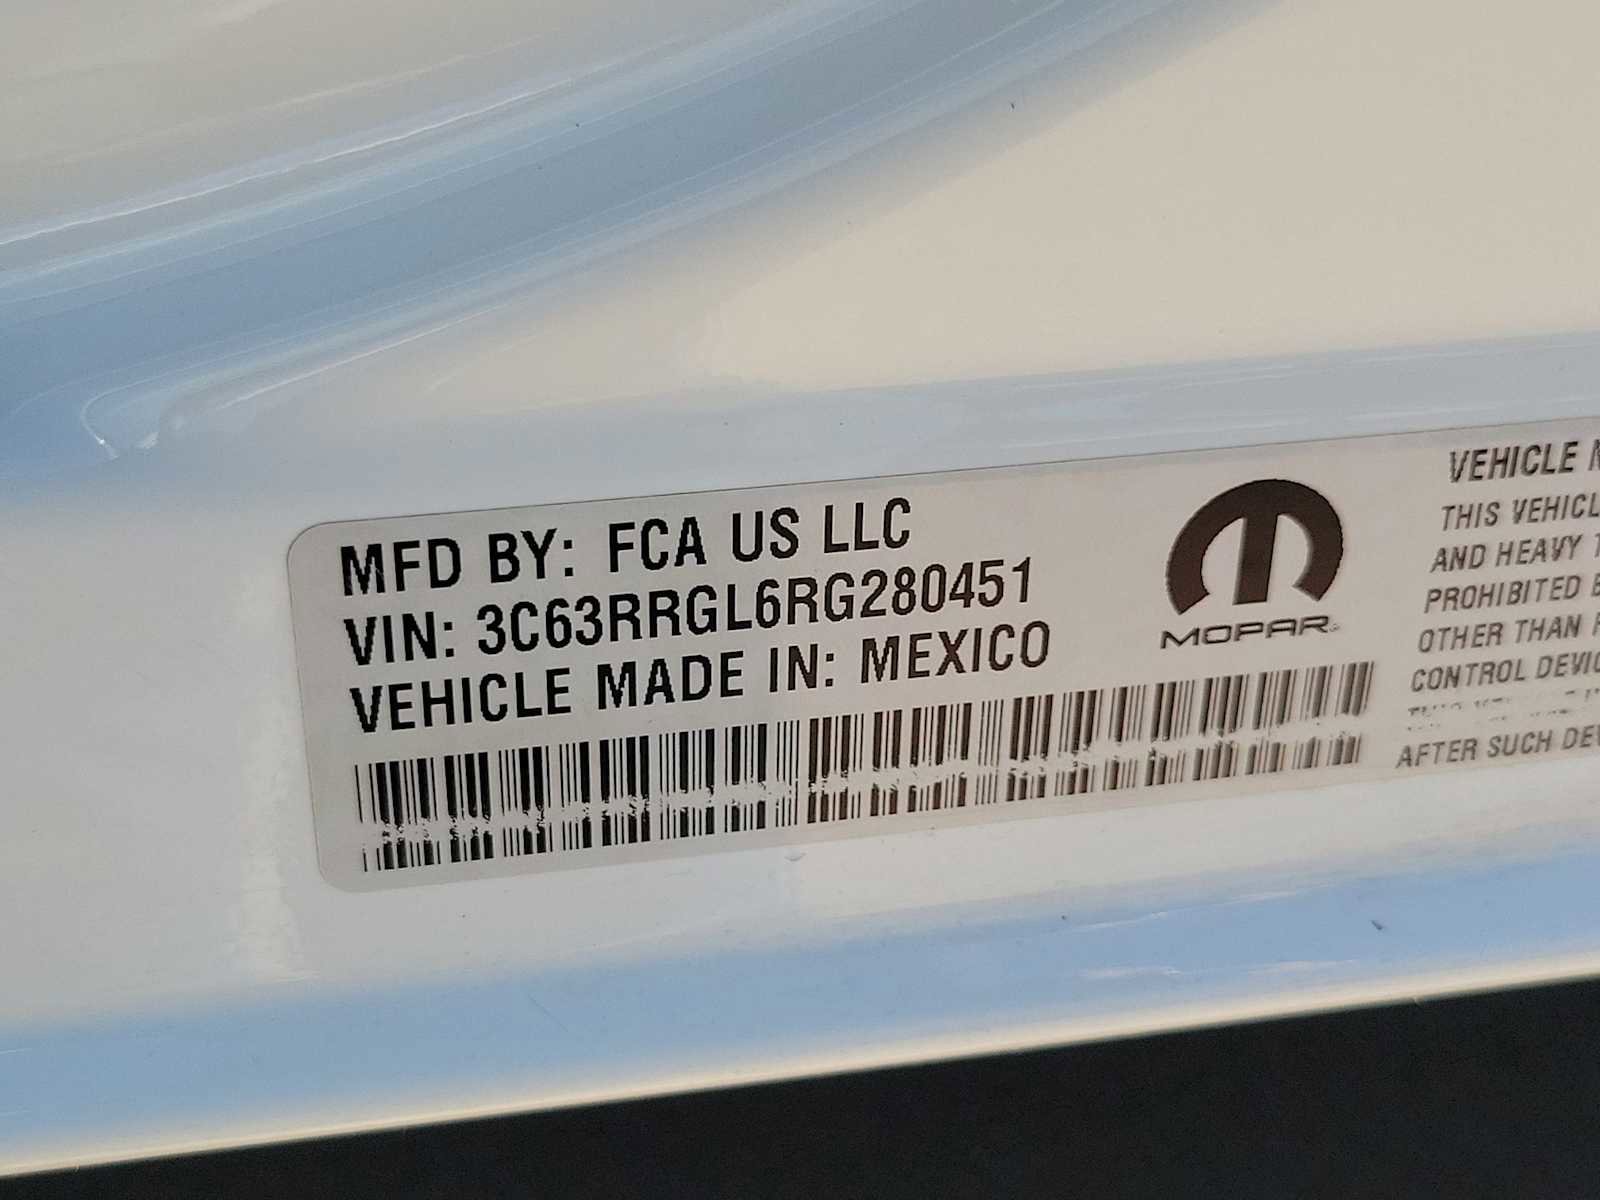 MFD BY: FCA US LLC
VIN: 3C63RRGL6RG280451
VEHICLE MADE IN: MEXICO
MOPAR
VEHICLE
THIS VEHICL
AND HEAVY
PROHIBITED
OTHER THAN
CONTROL DEVIC
AFTER SUCH DEV